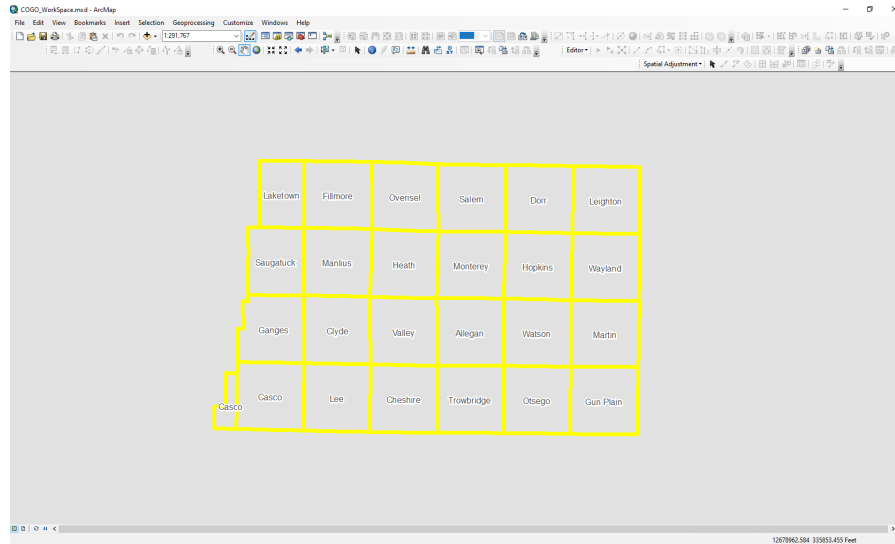 COGO_WorkSpace.mxd - ArcMap
File Edit View Bookmarks Insert Selection Geoprocessing Customize Windows Help
1:291,767
Editor
Spatial Adjustment
Laketown Fillmore Overisel Salem Dorr Leighton
Saugatuck Manlius Heath Monterey Hopkins Wayland
Ganges Clyde Valley Allegan Watson Martin
Casco Casco Lee Cheshire Trowbridge Otsego Gun Plain
12678962.584 335853.455 Feet